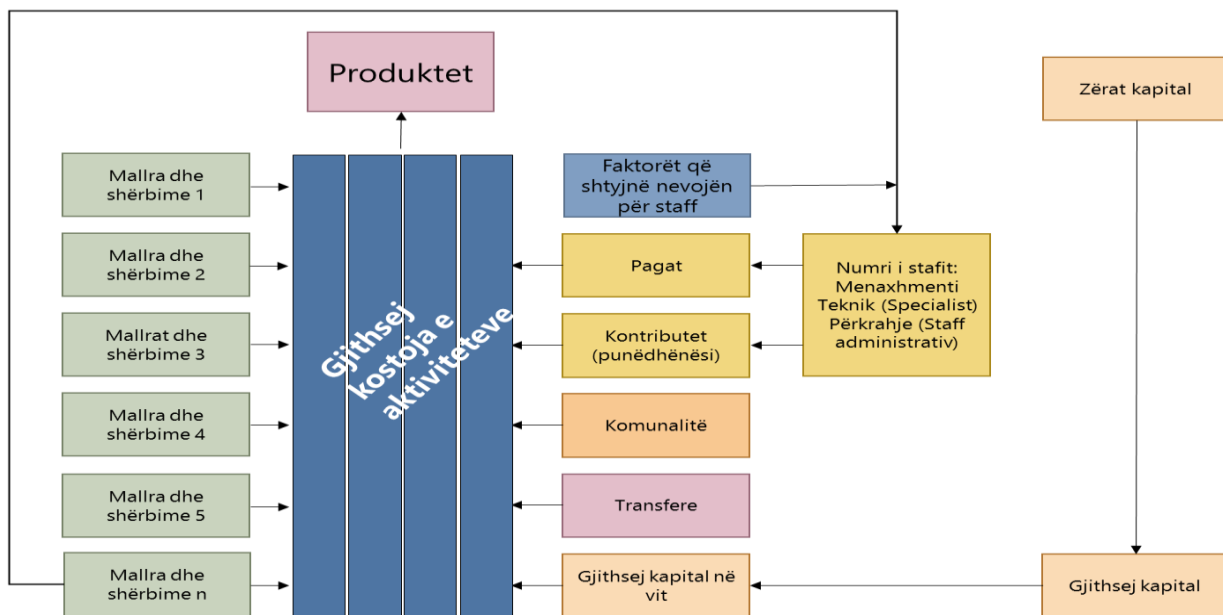 Produktet
Zërat kapital
Mallra dhe
shërbime 1
Mallra dhe
shërbime 2
Mallrat dhe
shërbime 3
Mallra dhe
shërbime 4
Mallra dhe
shërbime 5
Mallra dhe
shërbime n
Gjithsej
kostoja e
aktiviteteve
Faktorët që
shtyjnë nevojën
për staff
Pagat
Kontributet
(punëdhënësi)
Komunalitë
Transfere
Gjithsej kapital në
vit
Numri i stafit:
Menaxhmenti
Teknik (Specialist)
Përkrahje (Staff
administrativ)
Gjithsej kapital